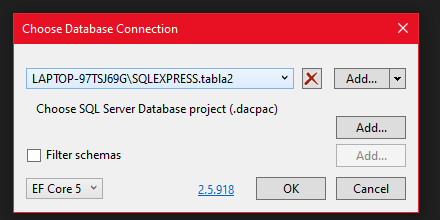 Choose Database Connection
LAPTOP-97TSJ69G\SQLEXPRESS.tabla2
Add...
Choose SQL Server Database project (.dacpac)
Add...
Filter schemas
Add...
EF Core 5
2.5.918
OK
Cancel